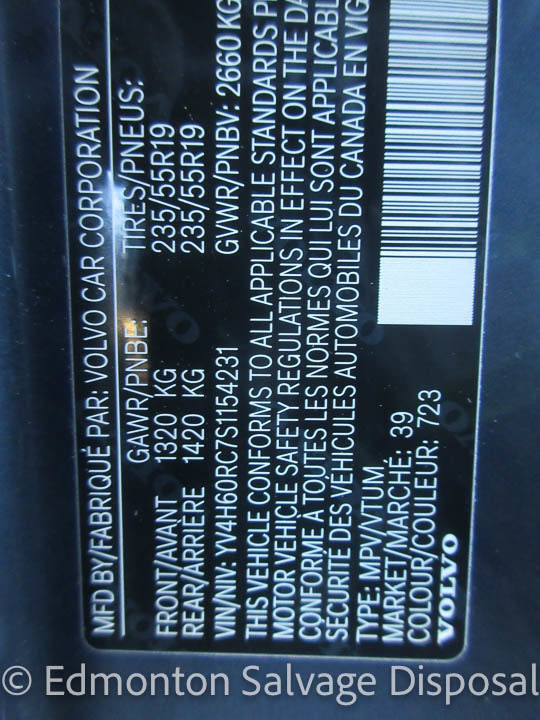 MFD BY/FABRIQUÉ PAR: VOLVO CAR CORPORATION
GAWR/PNBE: TIRES/PNEUS:
FRONT/AVANT 1320 KG 235/55R19
REAR/ARRIERE 1420 KG 235/55R19
VIN/NIV: YV4H60RC7S1154231 GVWR/PNBV: 2660 KG
THIS VEHICLE CONFORMS TO ALL APPLICABLE STANDARDS
MOTOR VEHICLE SAFETY REGULATIONS IN EFFECT ON THE
CONFORME À TOUTES LES NORMES QUI LUI SONT APPLICABLE
SECURITÉ DES VÉHICULES AUTOMOBILES DU CANADA EN
TYPE: MPV/VTUM
MARKET/MARCHÉ: 39
COLOUR/COULEUR: 723
VOLVO
© Edmonton Salvage Disposal